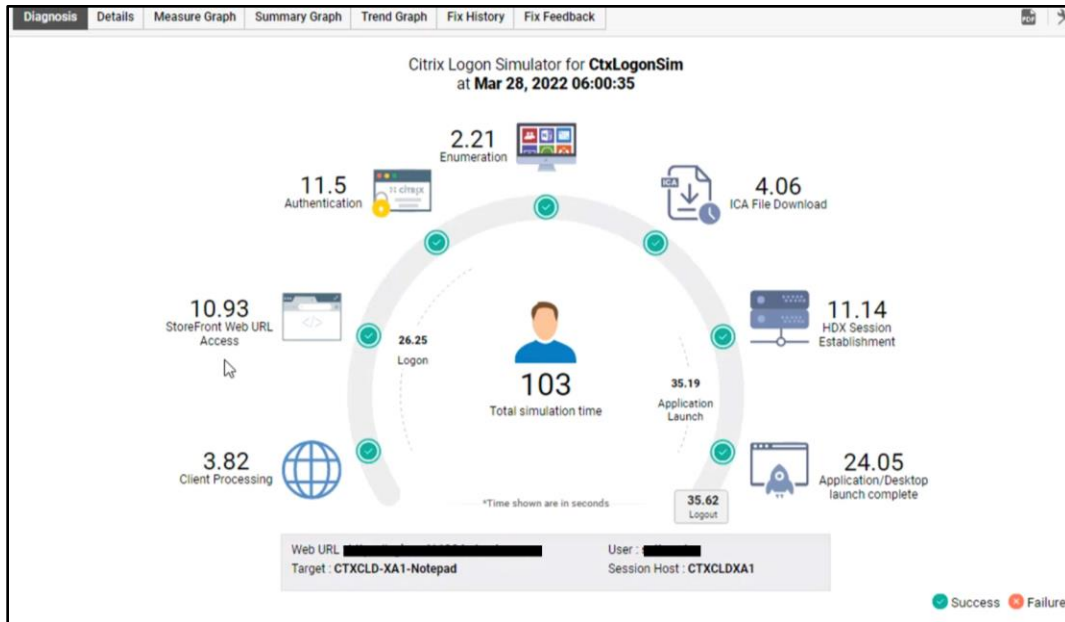 Diagnosis Details Measure Graph Summary Graph Trend Graph Fix History Fix Feedback
PDF
Citrix Logon Simulator for CtxLogonSim
at Mar 28, 2022 06:00:35
2.21
Enumeration
11.5
Authentication
citrix
ICA
4.06
ICA File Download
10.93
StoreFront Web URL
Access
</>
11.14
HDX Session
Establishment
26.25
Logon
103
Total simulation time
35.19
Application
Launch
3.82
Client Processing
24.05
Application/Desktop
launch complete
*Time shown are in seconds
35.62
Logout
Web URL
User :
Target : CTXCLD-XA1-Notepad
Session Host : CTXCLDXA1
Success Failure